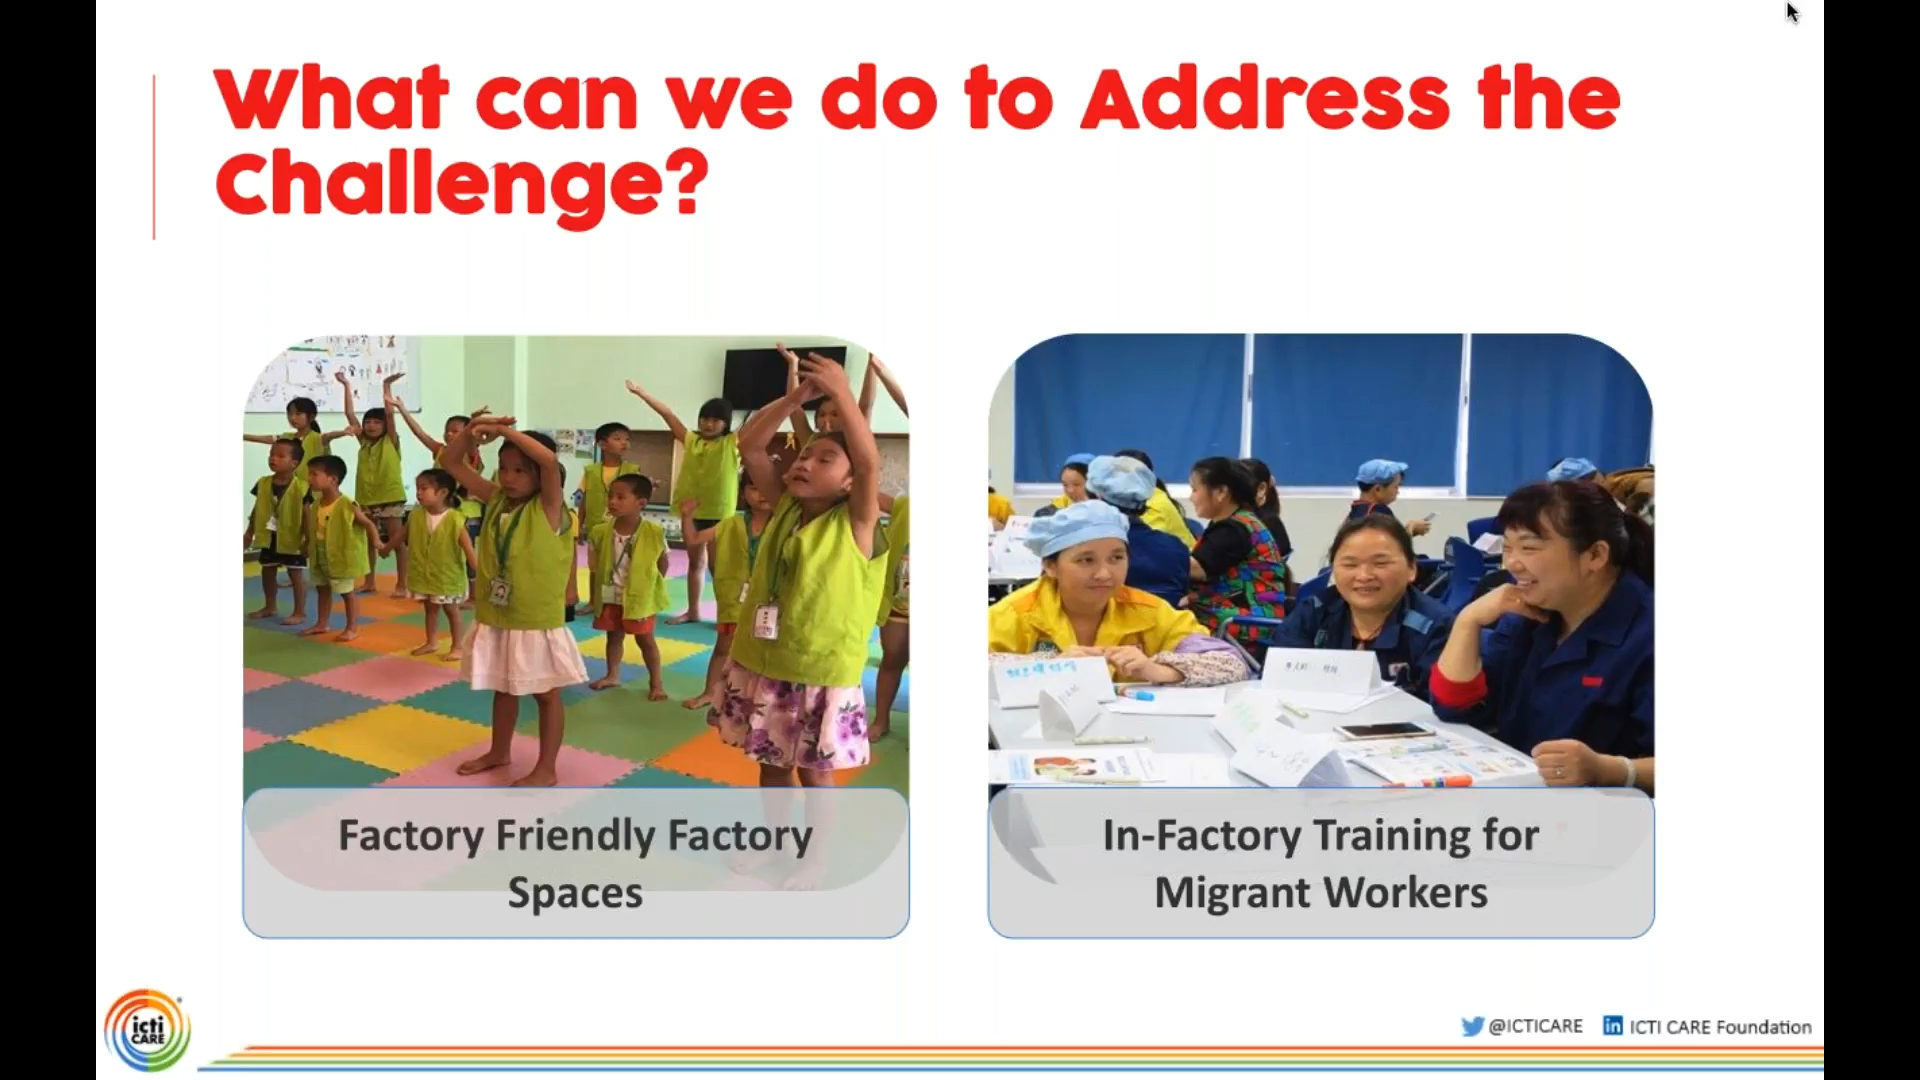 What can we do to Address the
Challenge?
Factory Friendly Factory
Spaces
In-Factory Training for
Migrant Workers
icti
CARE
@ICTICARE
in ICTI CARE Foundation